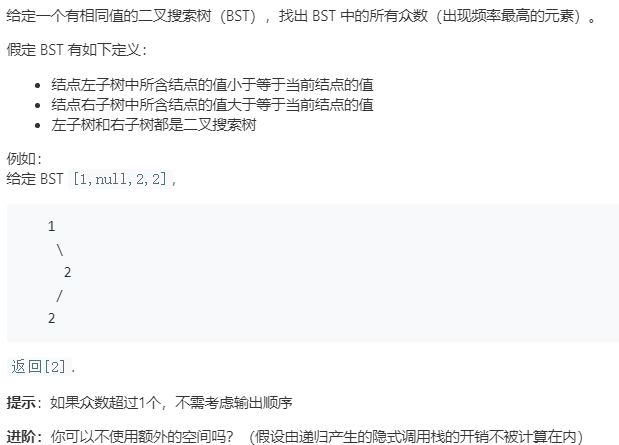 给定一个有相同值的二叉搜索树（BST），找出 BST 中的所有众数（出现频率最高的元素）。
假定 BST 有如下定义：
• 结点左子树中所含结点的值小于等于当前结点的值
• 结点右子树中所含结点的值大于等于当前结点的值
• 左子树和右子树都是二叉搜索树
例如：
给定 BST [1,null,2,2],
1
\
2
/
2
返回[2].
提示：如果众数超过1个，不需考虑输出顺序
进阶：你可以不使用额外的空间吗？（假设由递归产生的隐式调用栈的开销不被计算在内）